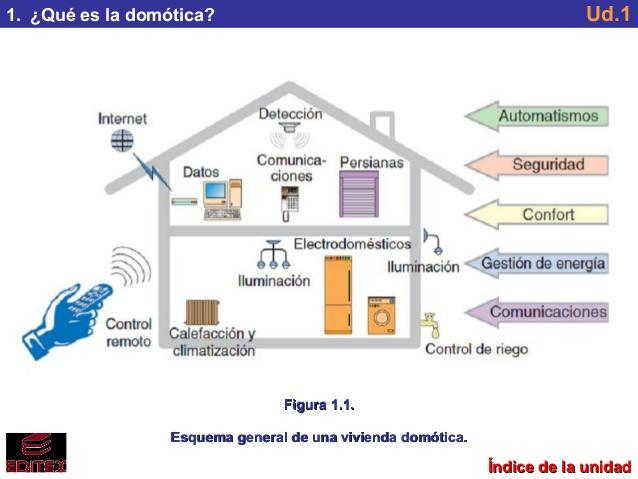 1. ¿Qué es la domótica?
Ud.1
Internet
Detección
Automatismos
Datos
Comunica-
ciones
Persianas
Seguridad
Confort
Electrodomésticos
Iluminación
Iluminación
Gestión de energía
Control
remoto
Calefacción y
climatización
Comunicaciones
Control de riego
Figura 1.1.
Esquema general de una vivienda domótica.
EDITEX
Índice de la unidad